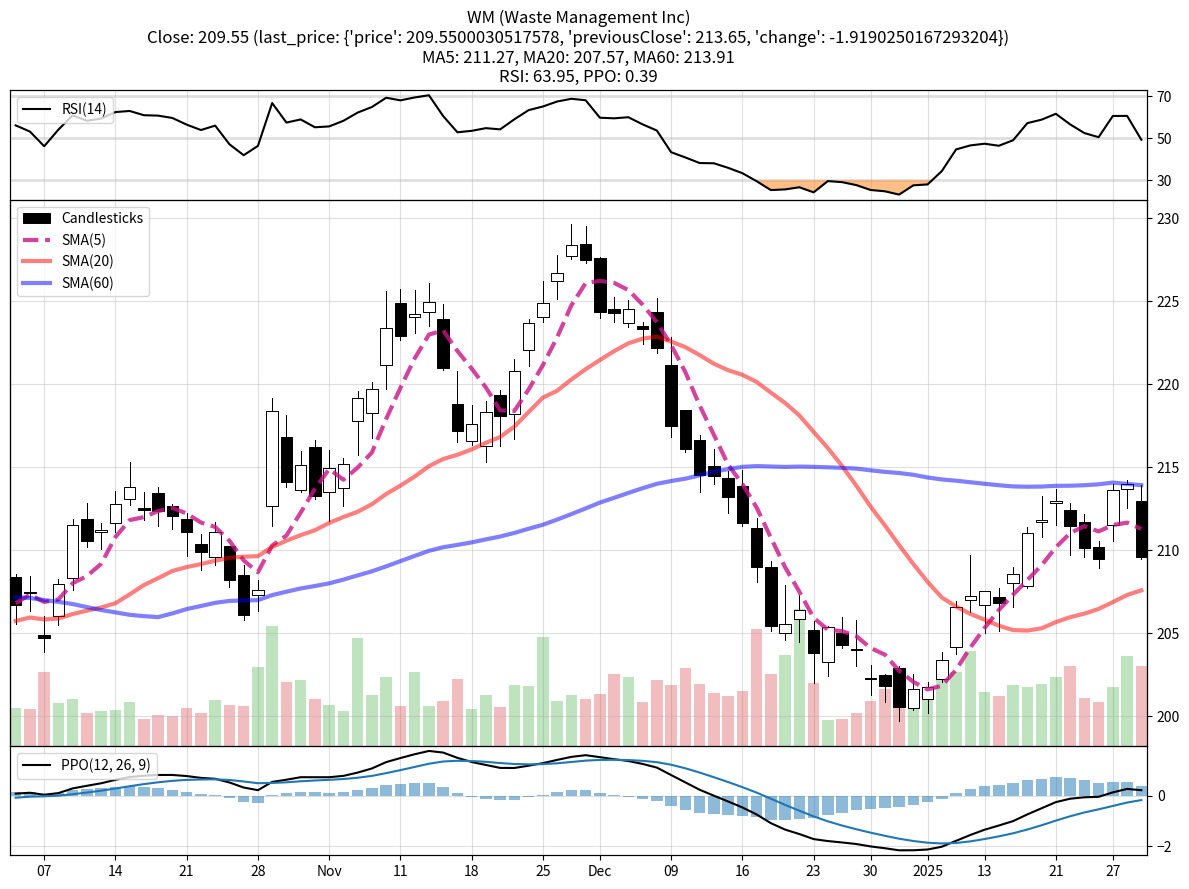 WM (Waste Management Inc)
Close: 209.55 (last_price: {'price': 209.5500030517578, 'previousClose': 213.65, 'change': -1.9190250167293204})
MA5: 211.27, MA20: 207.57, MA60: 213.91
RSI: 63.95, PPO: 0.39
RSI(14)
70
50
30
Candlesticks
SMA(5)
SMA(20)
SMA(60)
230
225
220
215
210
205
200
PPO(12, 26, 9)
0
−2
07 14 21 28 Nov 11 18 25 Dec 09 16 23 30 2025 13 21 27